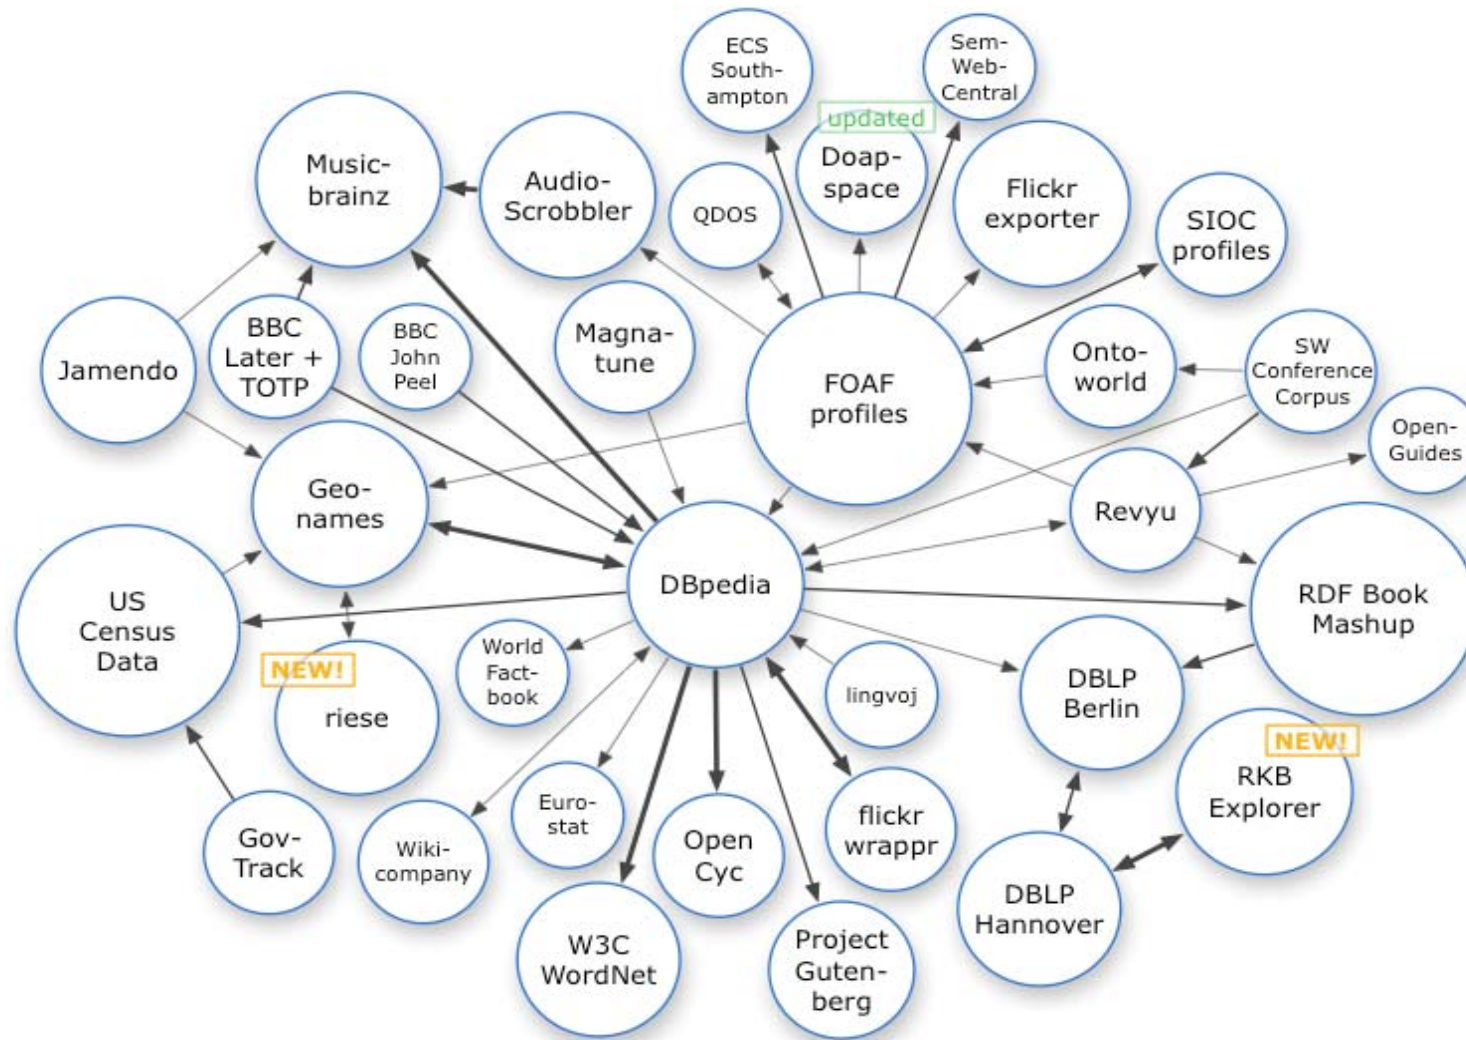 ECS
South-
ampton
Sem-
Web-
Central
updated
Doap-
space
Music-
brainz
Audio-
Scrobbler
QDOS
Flickr
exporter
SIOC
profiles
Jamendo
BBC
Later +
TOTP
BBC
John
Peel
Magna-
tune
FOAF
profiles
Onto-
world
SW
Conference
Corpus
Open-
Guides
Geo-
names
Revyu
US
Census
Data
DBpedia
RDF Book
Mashup
NEW!
riese
World
Fact-
book
lingvoj
DBLP
Berlin
NEW!
RKB
Explorer
Gov-
Track
Wiki-
company
Euro-
stat
Open
Cyc
flickr
wrappr
DBLP
Hannover
W3C
WordNet
Project
Guten-
berg